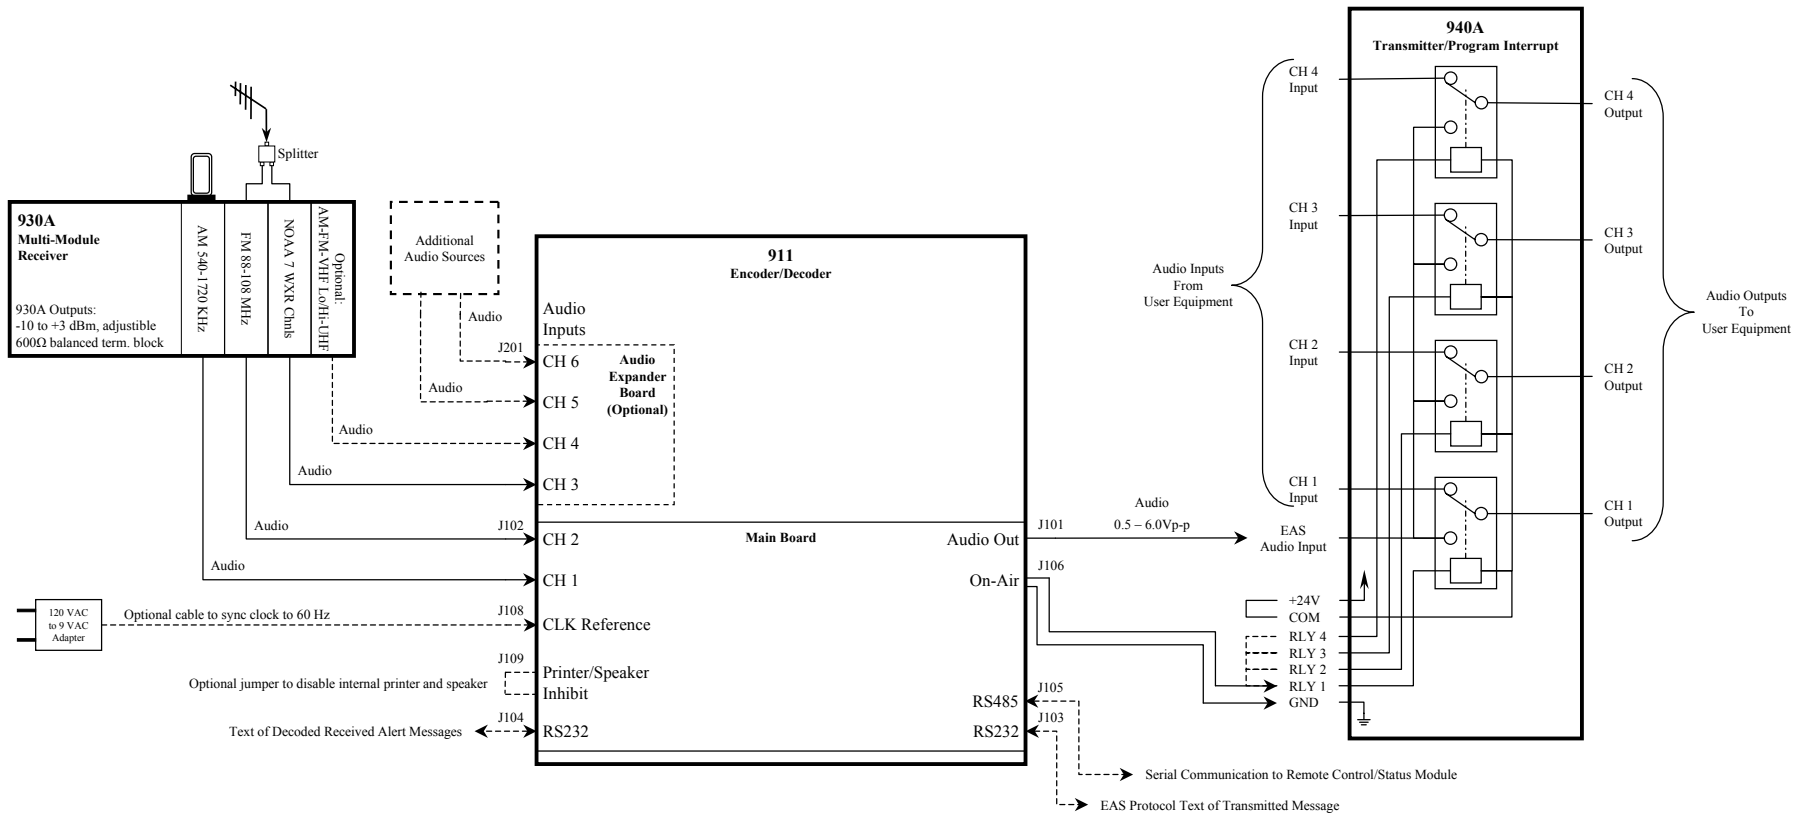 940A
Transmitter/Program Interrupt
CH 4
Input
CH 4
Output
CH 3
Input
CH 3
Output
Audio Inputs
From
User Equipment
Audio Outputs
To
User Equipment
CH 2
Input
CH 2
Output
CH 1
Input
CH 1
Output
EAS
Audio Input
+24V
COM
RLY 4
RLY 3
RLY 2
RLY 1
GND
Splitter
930A
Multi-Module
Receiver
930A Outputs:
-10 to +3 dBm, adjustible
600Ω balanced term. block
AM 540-1720 KHz
FM 88-108 MHz
NOAA 7 WXR Chnls
Optional:
AM-FM-VHF Lo/Hi-UHF
Additional
Audio Sources
Audio
Audio
Audio
Audio
Audio
Audio
911
Encoder/Decoder
Audio
Inputs
J201
CH 6
CH 5
CH 4
CH 3
Audio
Expander
Board
(Optional)
J102
CH 2
CH 1
Main Board
Audio Out
J101
Audio
0.5 – 6.0Vp-p
On-Air
J106
120 VAC
to 9 VAC
Adapter
Optional cable to sync clock to 60 Hz
J108
CLK Reference
J109
Printer/Speaker
Inhibit
Optional jumper to disable internal printer and speaker
J104
RS232
Text of Decoded Received Alert Messages
RS485
J105
RS232
J103
Serial Communication to Remote Control/Status Module
EAS Protocol Text of Transmitted Message